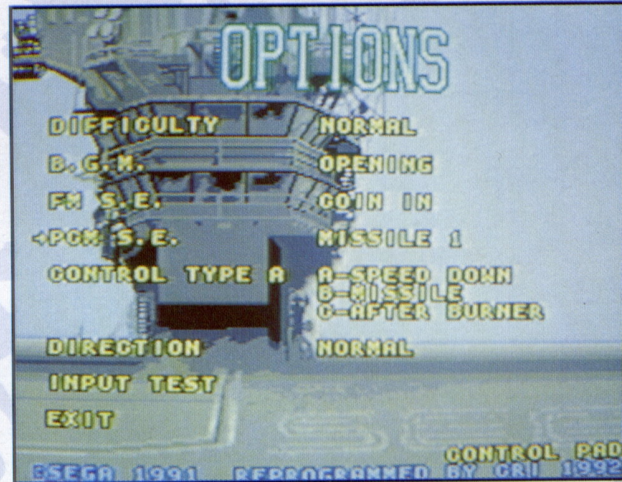 OPTIONS
DIFFICULTY NORMAL
B.G.M. OPENING
FM S.E. COIN IN
PCM S.E. MISSILE 1
CONTROL TYPE A A-SPEED DOWN
B-MISSILE
C-AFTER BURNER
DIRECTION NORMAL
INPUT TEST
EXIT
SEGA
CONTROL PAD
©SEGA 1991 REPROGRAMMED BY CRI 1992